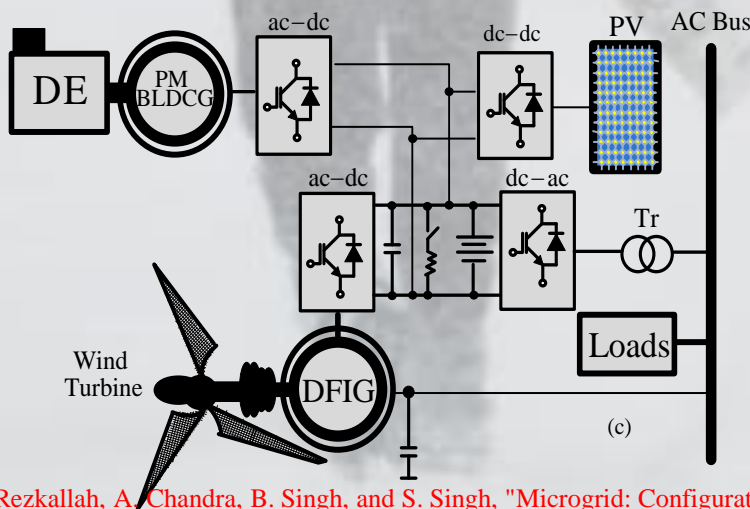 ac-dc
dc-dc
PV
AC Bus
DE
PM
BLDCG
ac-dc
dc-ac
Tr
Loads
Wind
Turbine
DFIG
(c)
Rezkallah, A. Chandra, B. Singh, and S. Singh, "Microgrid: Configurat